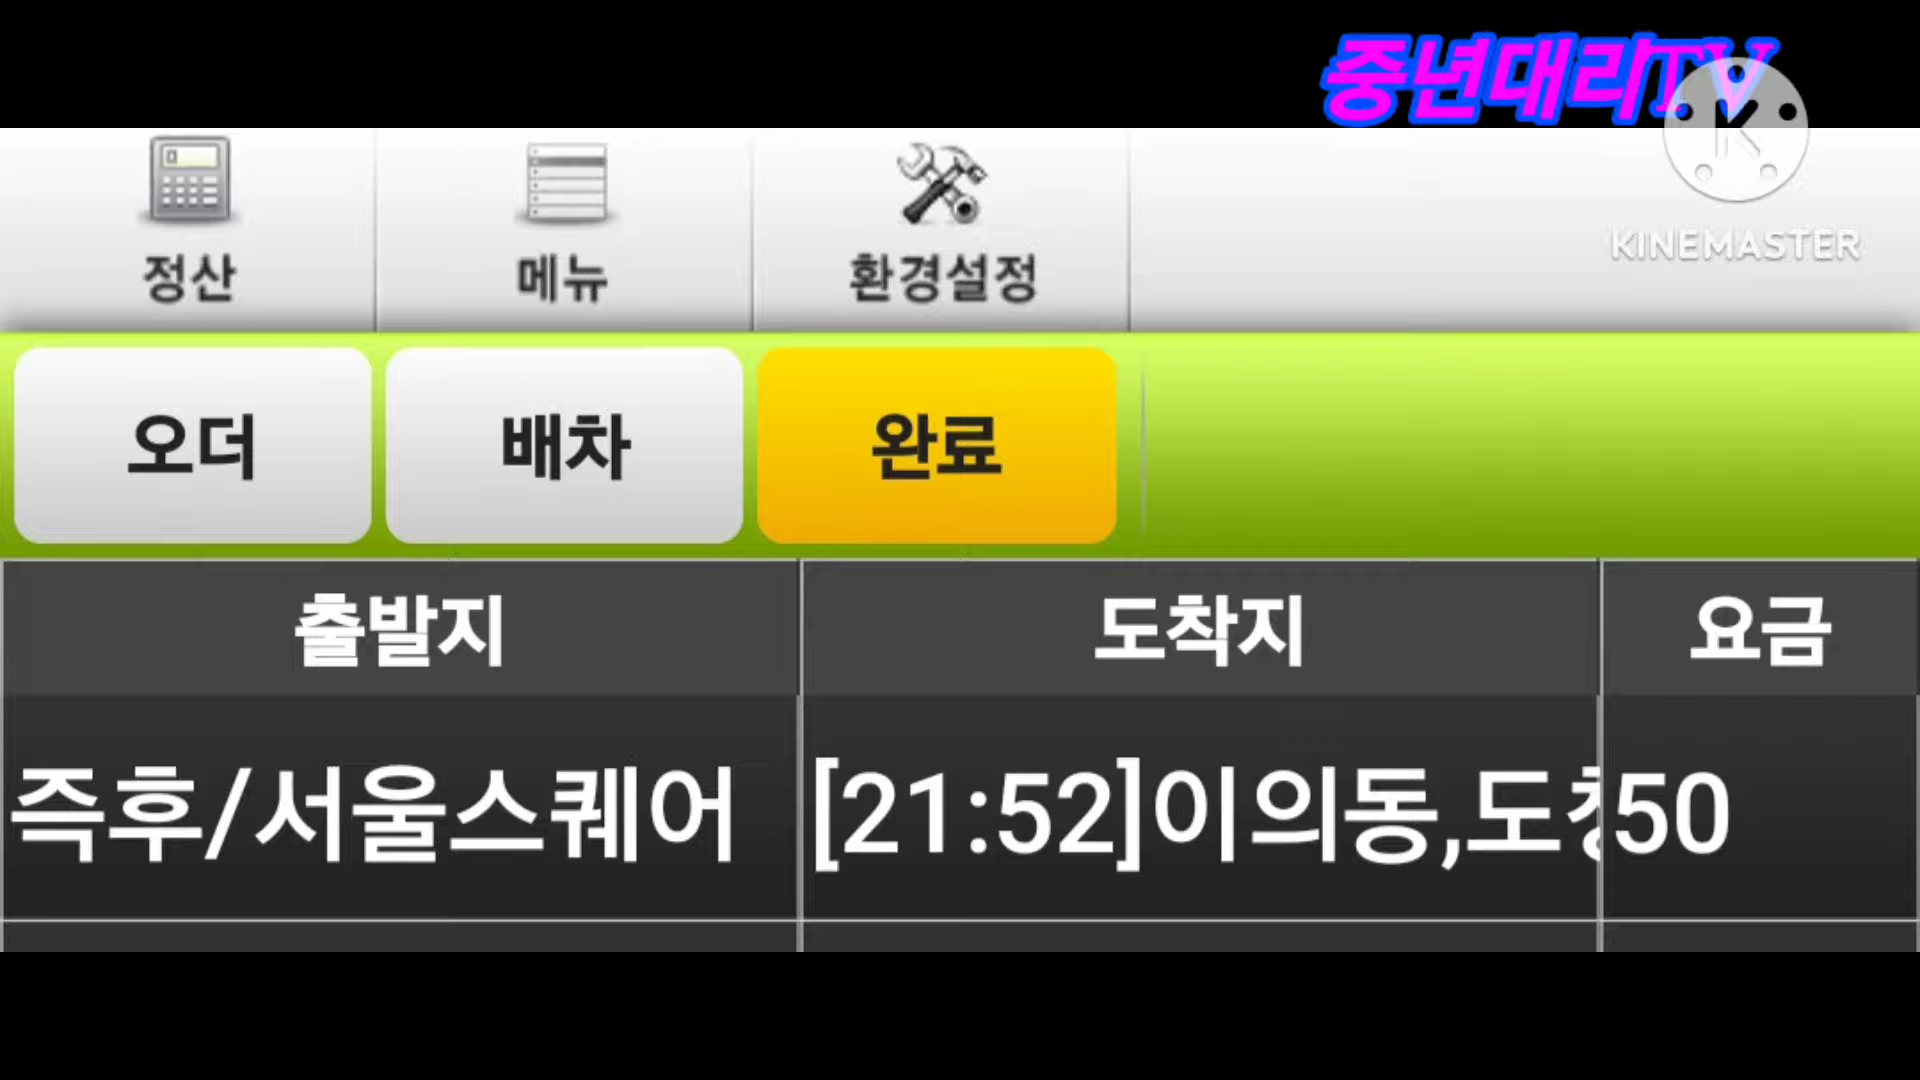 중년대리TV
KINEMASTER
정산 메뉴 환경설정
오더 배차 완료
출발지 도착지 요금
즉후/서울스퀘어 [21:52]이의동,도 50